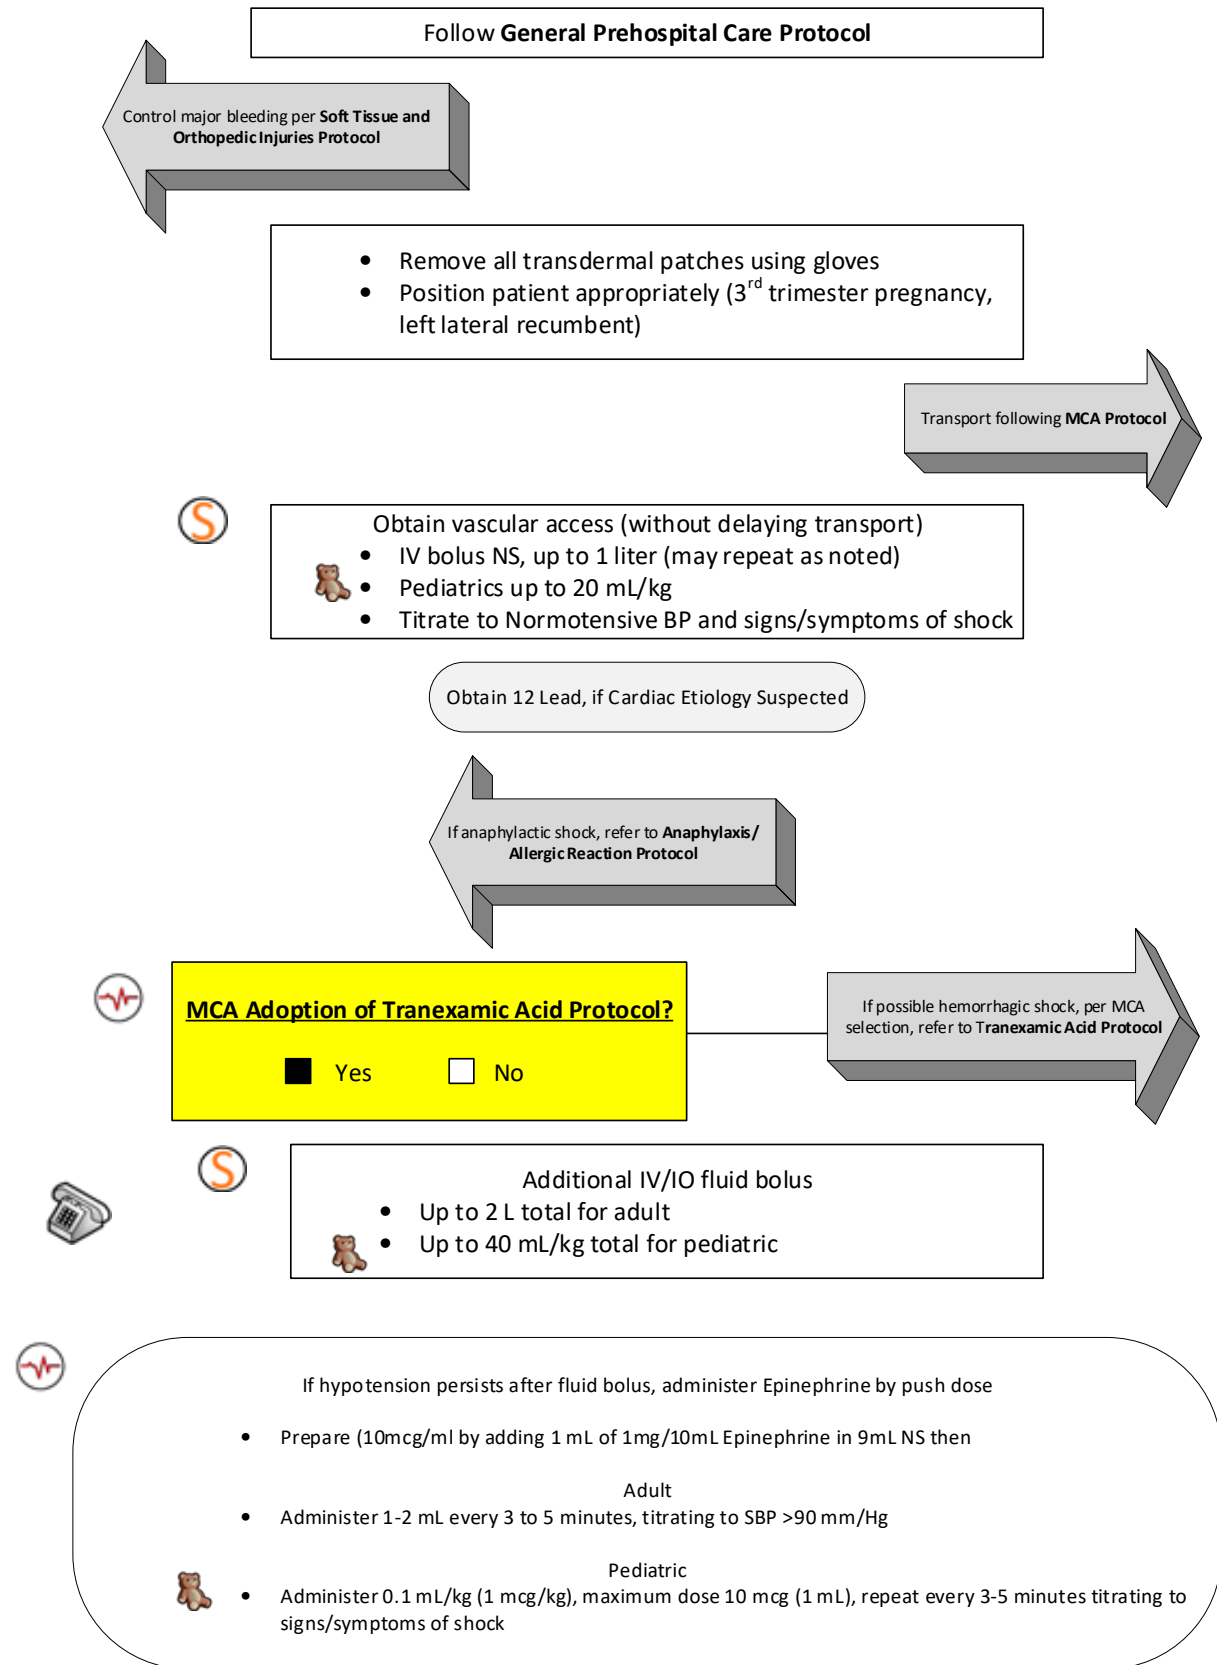 Follow General Prehospital Care Protocol
Control major bleeding per Soft Tissue and
Orthopedic Injuries Protocol
• Remove all transdermal patches using gloves
• Position patient appropriately (3rd trimester pregnancy,
left lateral recumbent)
Transport following MCA Protocol
S
Obtain vascular access (without delaying transport)
• IV bolus NS, up to 1 liter (may repeat as noted)
• Pediatrics up to 20 mL/kg
• Titrate to Normotensive BP and signs/symptoms of shock
Obtain 12 Lead, if Cardiac Etiology Suspected
If anaphylactic shock, refer to Anaphylaxis/
Allergic Reaction Protocol
MCA Adoption of Tranexamic Acid Protocol?
Yes No
If possible hemorrhagic shock, per MCA
selection, refer to Tranexamic Acid Protocol
S
Additional IV/IO fluid bolus
• Up to 2 L total for adult
• Up to 40 mL/kg total for pediatric
If hypotension persists after fluid bolus, administer Epinephrine by push dose
• Prepare (10mcg/ml by adding 1 mL of 1mg/10mL Epinephrine in 9mL NS then
Adult
• Administer 1-2 mL every 3 to 5 minutes, titrating to SBP >90 mm/Hg
Pediatric
• Administer 0.1 mL/kg (1 mcg/kg), maximum dose 10 mcg (1 mL), repeat every 3-5 minutes titrating to
signs/symptoms of shock